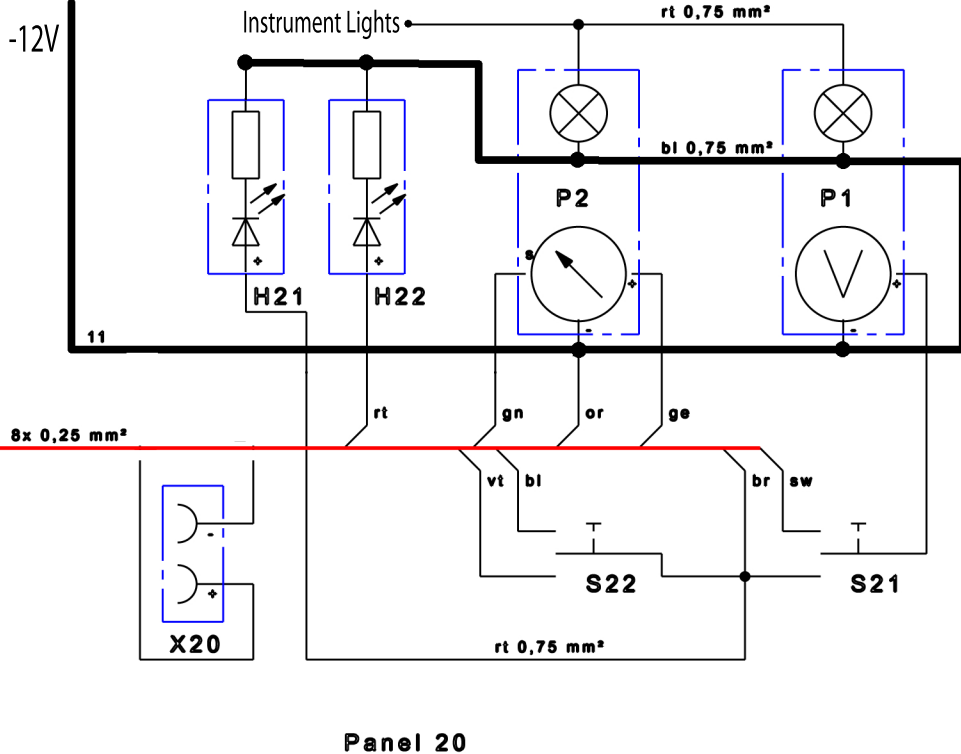 rt 0,75 mm²
Instrument Lights
-12V
bl 0,75 mm²
P2
P1
s
+
+
+
+
H21
H22
-
-
11
rt
gn
or
ge
8x 0,25 mm²
vt
bl
br
sw
-
+
S22
S21
X20
rt 0,75 mm²
Panel 20